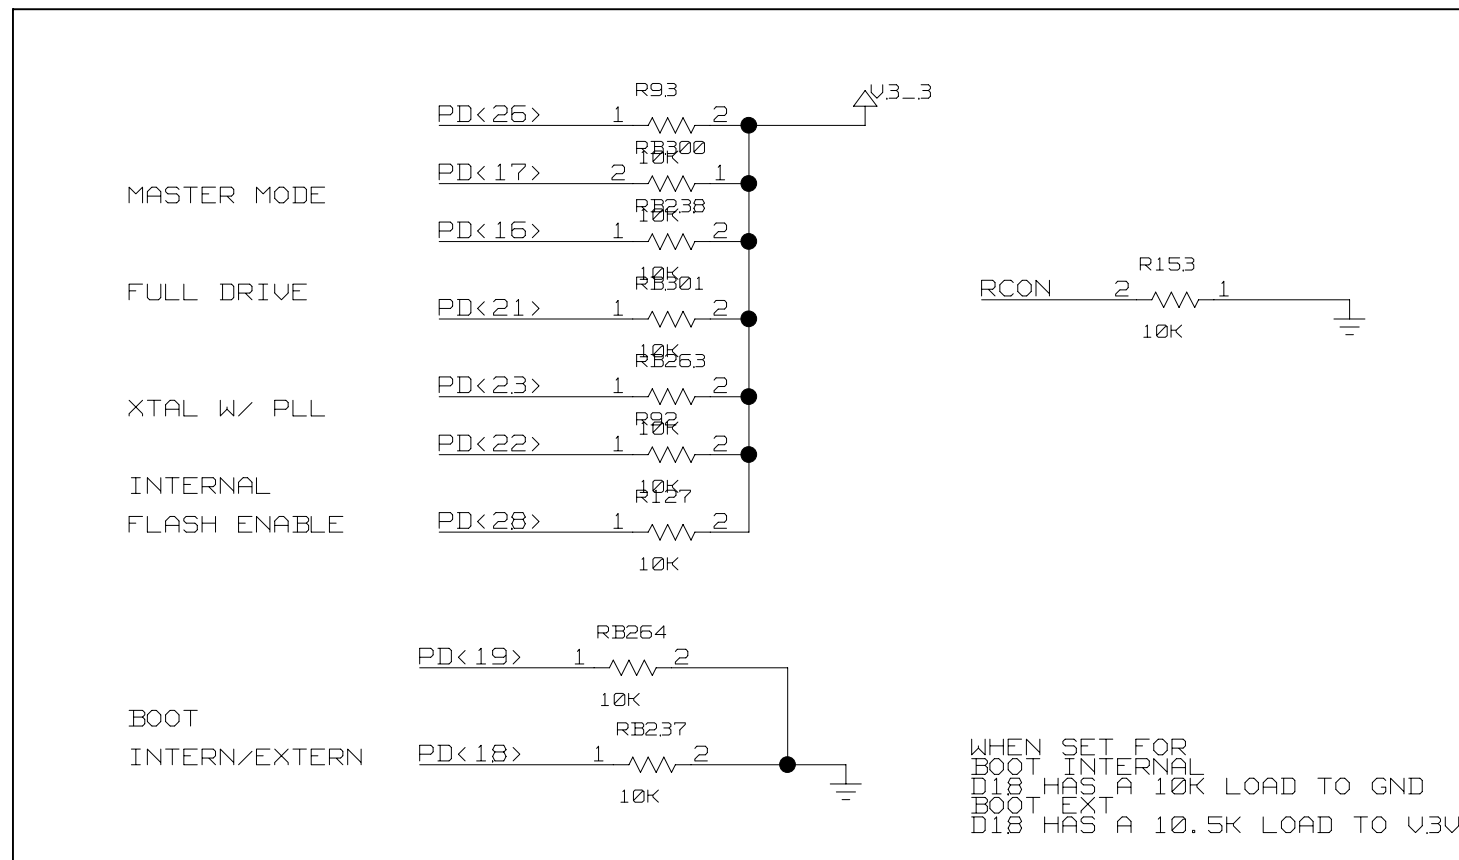 R93
V3_3
PD<26> 1 2
RB300
10K
PD<17> 2 1
MASTER MODE
RB238
10K
PD<16> 1 2
R153
10K
RB301
RCON 2 1
FULL DRIVE
PD<21> 1 2
10K
10K
RB263
PD<23> 1 2
XTAL W/ PLL
R92
10K
PD<22> 1 2
INTERNAL
10K
R127
FLASH ENABLE
PD<28> 1 2
10K
RB264
PD<19> 1 2
10K
BOOT
RB237
INTERN/EXTERN
PD<18> 1 2
10K
WHEN SET FOR
BOOT INTERNAL
D18 HAS A 10K LOAD TO GND
BOOT EXT
D18 HAS A 10.5K LOAD TO V3V